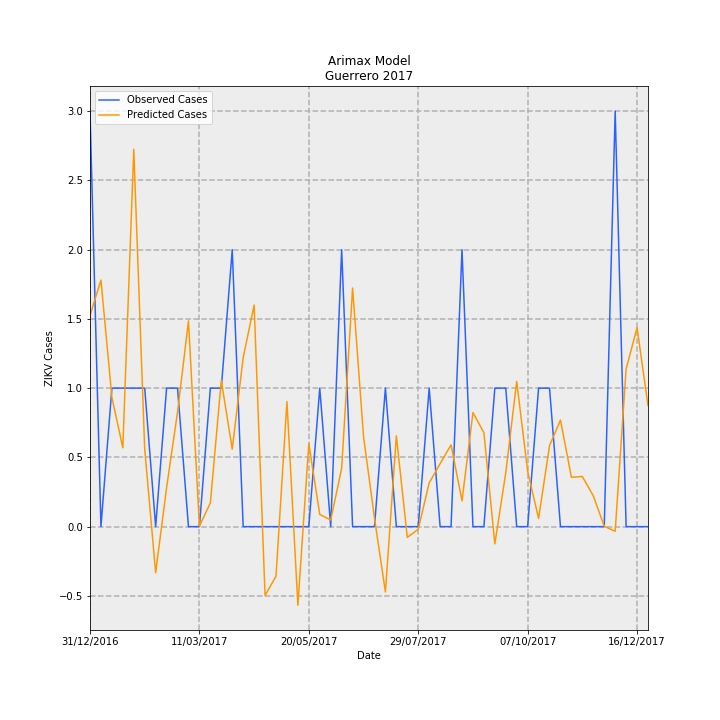 Arimax Model
Guerrero 2017
Observed Cases
Predicted Cases
ZIKV Cases
3.0
2.5
2.0
1.5
1.0
0.5
0.0
−0.5
31/12/2016 11/03/2017 20/05/2017 29/07/2017 07/10/2017 16/12/2017
Date